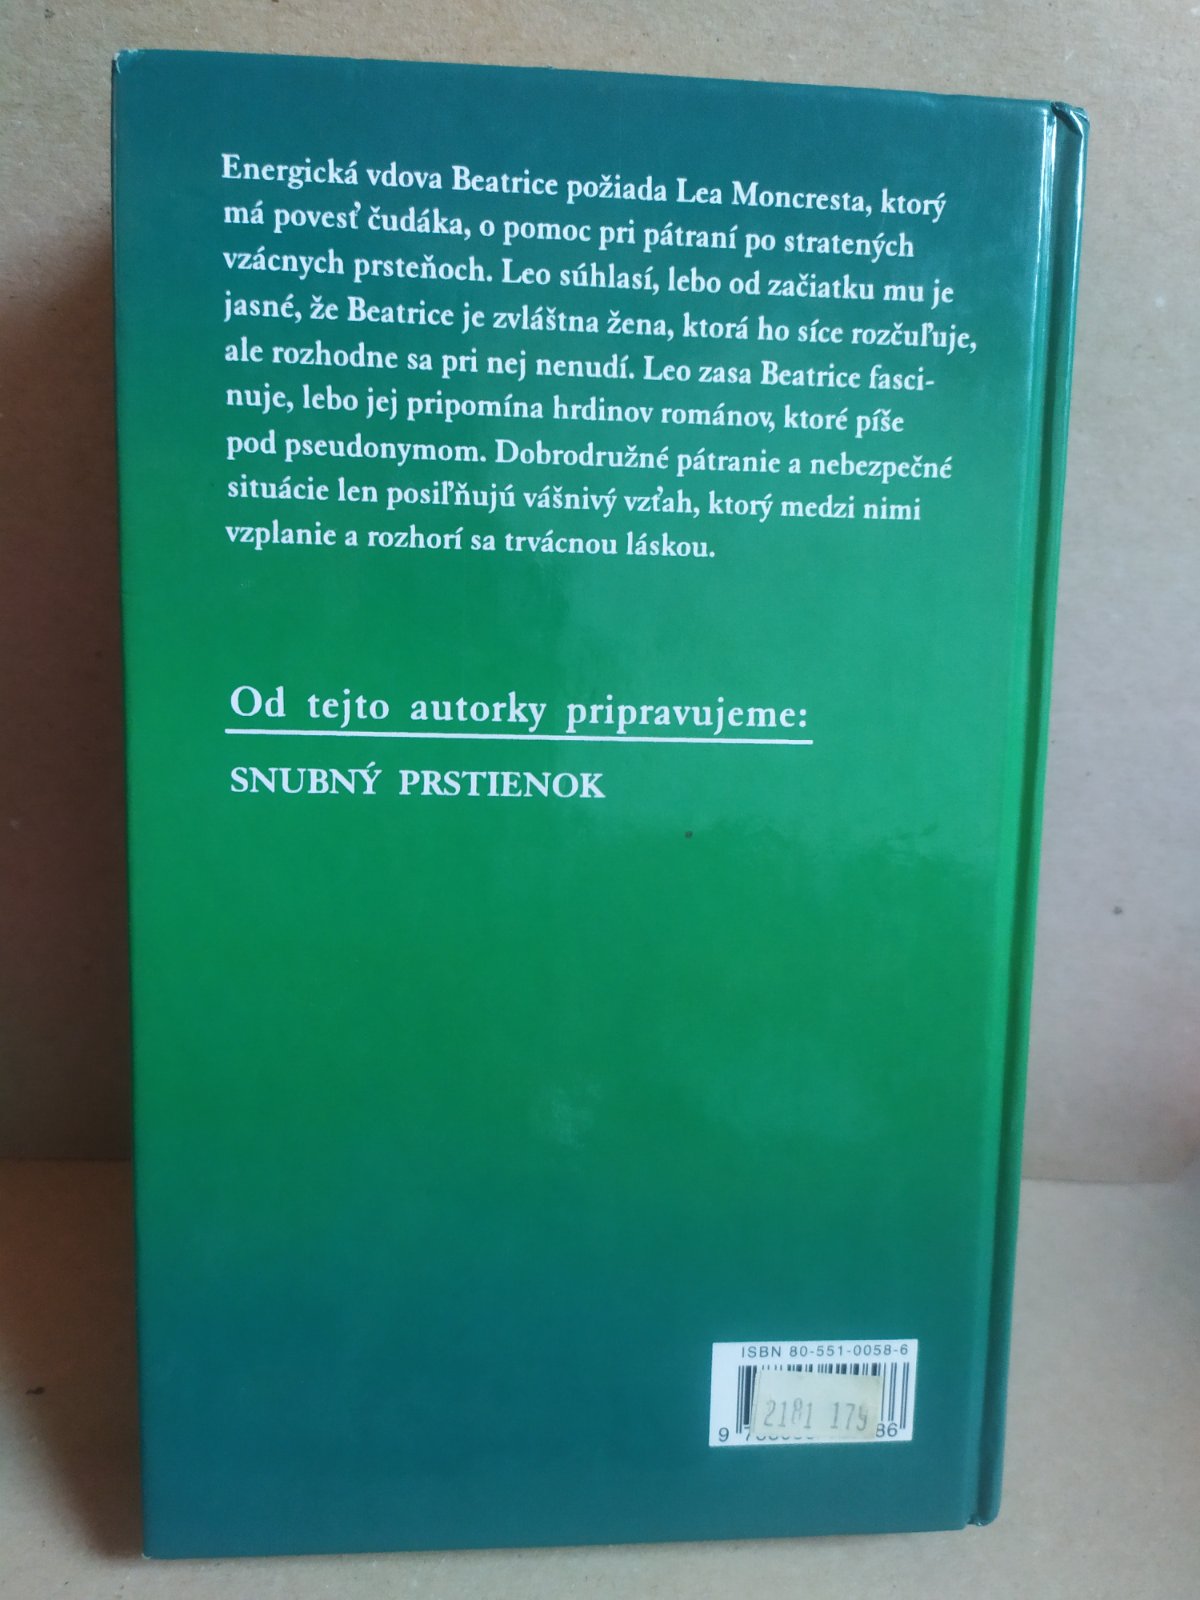 Energická vdova Beatrice požiada Lea Moncresta, ktorý
má povesť čudáka, o pomoc pri pátraní po stratených
vzácnych prsteňoch. Leo súhlasí, lebo od začiatku mu je
jasné, že Beatrice je zvláštna žena, ktorá ho síce rozčuľuje,
ale rozhodne sa pri nej nenudí. Leo zasa Beatrice fasci-
nuje, lebo jej pripomína hrdinov románov, ktoré píše
pod pseudonymom. Dobrodružné pátranie a nebezpečné
situácie len posilňujú vášnivý vzťah, ktorý medzi nimi
vzplanie a rozhorí sa trvácnou láskou.
Od tejto autorky pripravujeme:
SNUBNÝ PRSTIENOK
ISBN 80-551-0058-6
2181 179
9 86